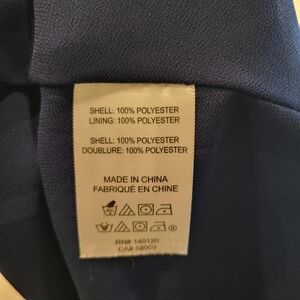 SHELL: 100% POLYESTER
LINING: 100% POLYESTER
SHELL: 100% POLYESTER
DOUBLURE: 100% POLYESTER
MADE IN CHINA
FABRIQUÉ EN CHINE
RN# 140120
CA# 58009